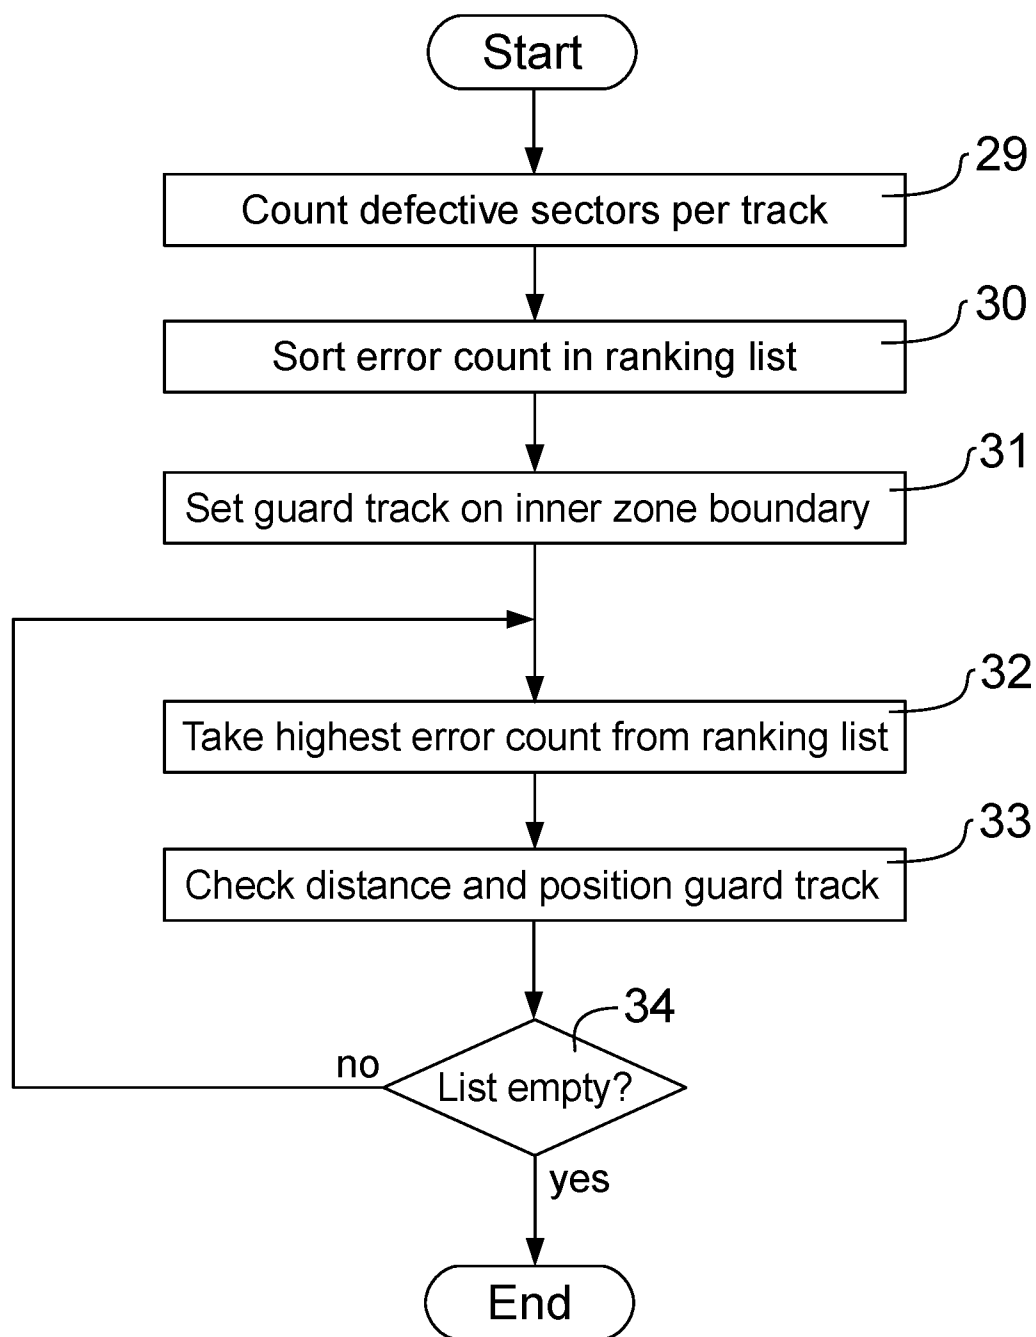 Start
29
Count defective sectors per track
30
Sort error count in ranking list
31
Set guard track on inner zone boundary
32
Take highest error count from ranking list
33
Check distance and position guard track
34
no
List empty?
yes
End